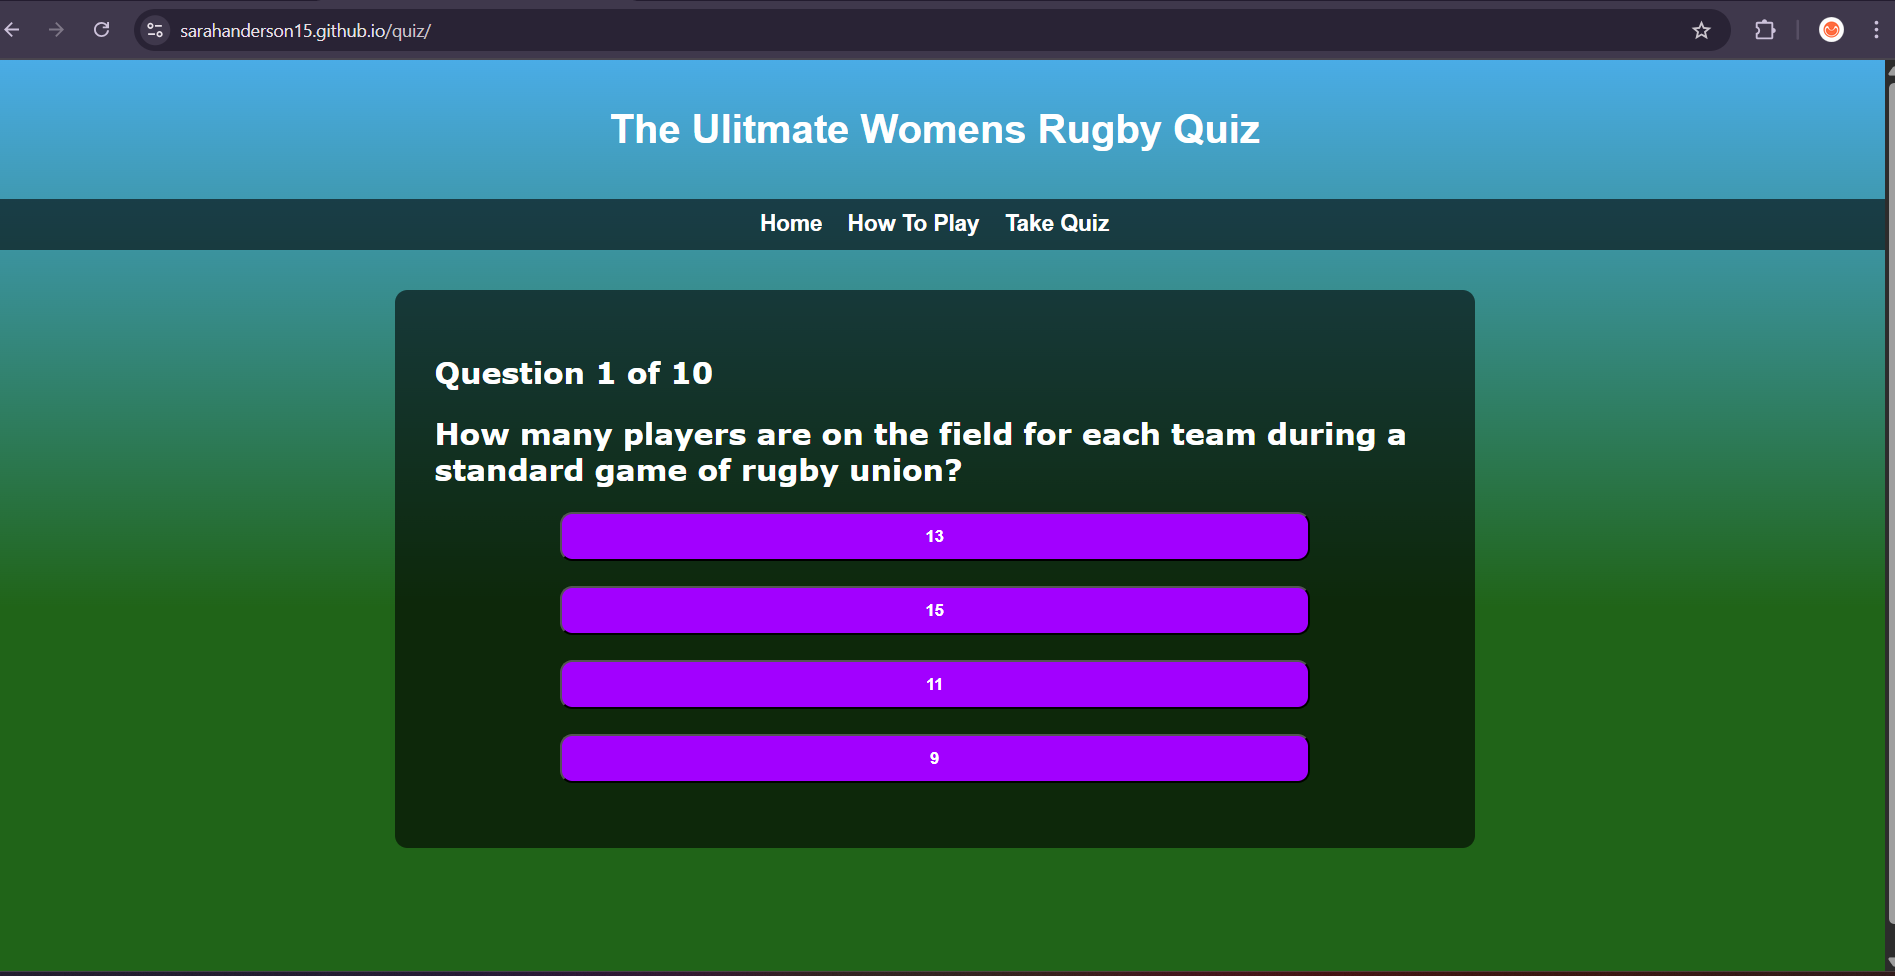 sarahanderson15.github.io/quiz/
The Ulitmate Womens Rugby Quiz
Home How To Play Take Quiz
Question 1 of 10
How many players are on the field for each team during a
standard game of rugby union?
13
15
11
9